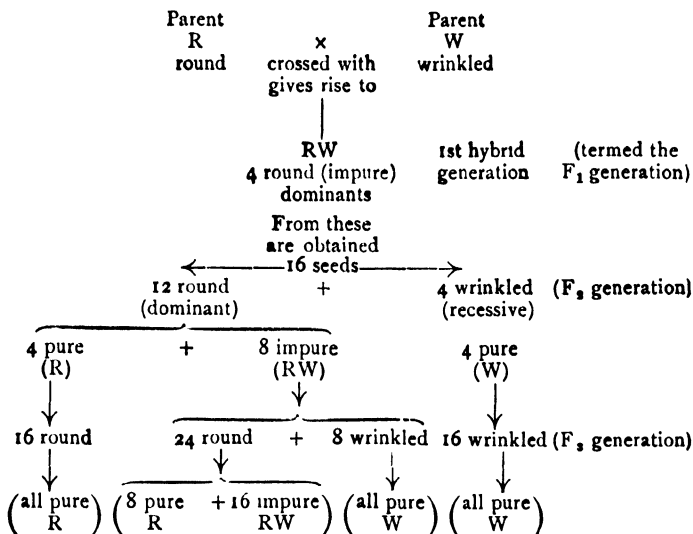 Parent Parent
R × W
round crossed with wrinkled
gives rise to
RW 1st hybrid (termed the
4 round (impure) generation F₁ generation)
dominants
From these
are obtained
16 seeds
12 round + 4 wrinkled (F₂ generation)
(dominant) (recessive)
4 pure + 8 impure 4 pure
(R) (RW) (W)
16 round 24 round + 8 wrinkled 16 wrinkled (F₃ generation)
(all pure (8 pure + 16 impure) (all pure) (all pure)
R R RW W W